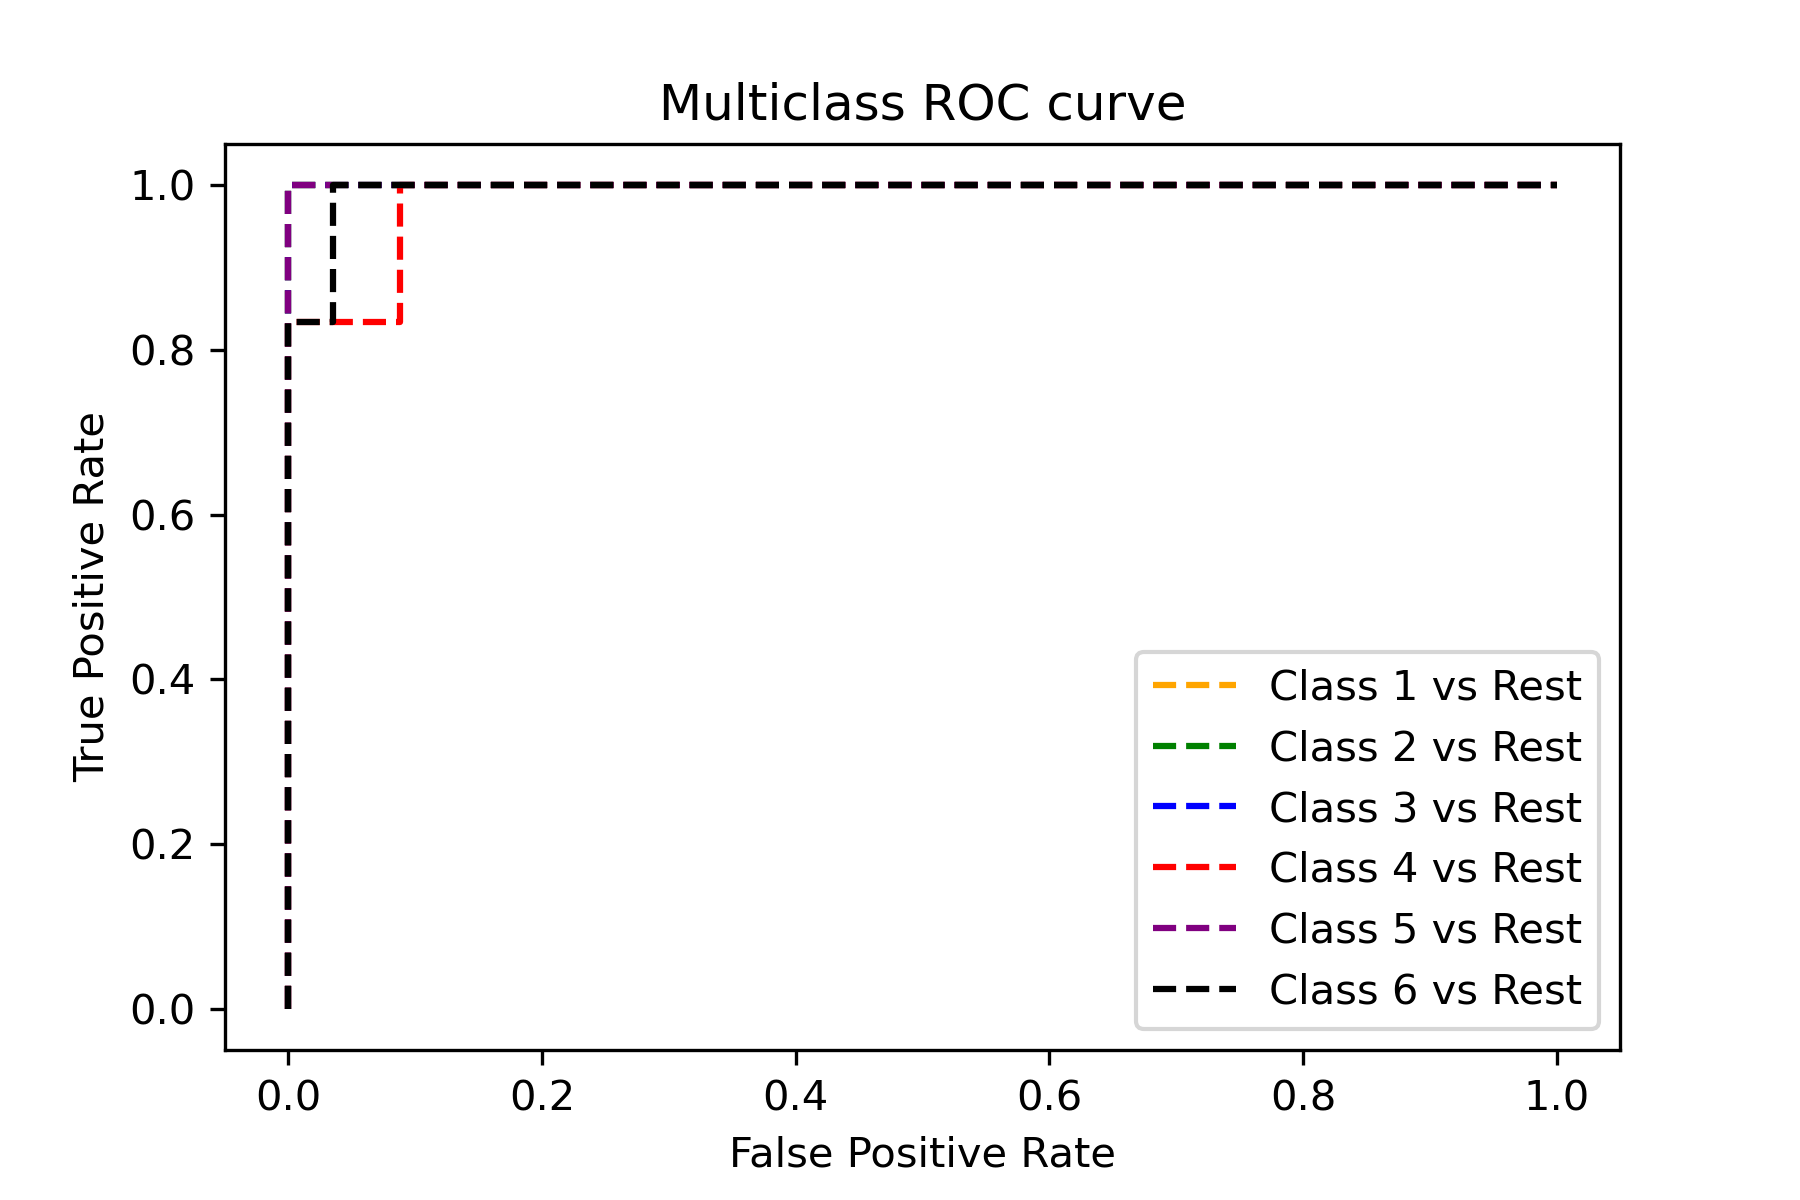 Multiclass ROC curve
True Positive Rate
1.0
0.8
0.6
0.4
0.2
0.0
Class 1 vs Rest
Class 2 vs Rest
Class 3 vs Rest
Class 4 vs Rest
Class 5 vs Rest
Class 6 vs Rest
0.0 0.2 0.4 0.6 0.8 1.0
False Positive Rate